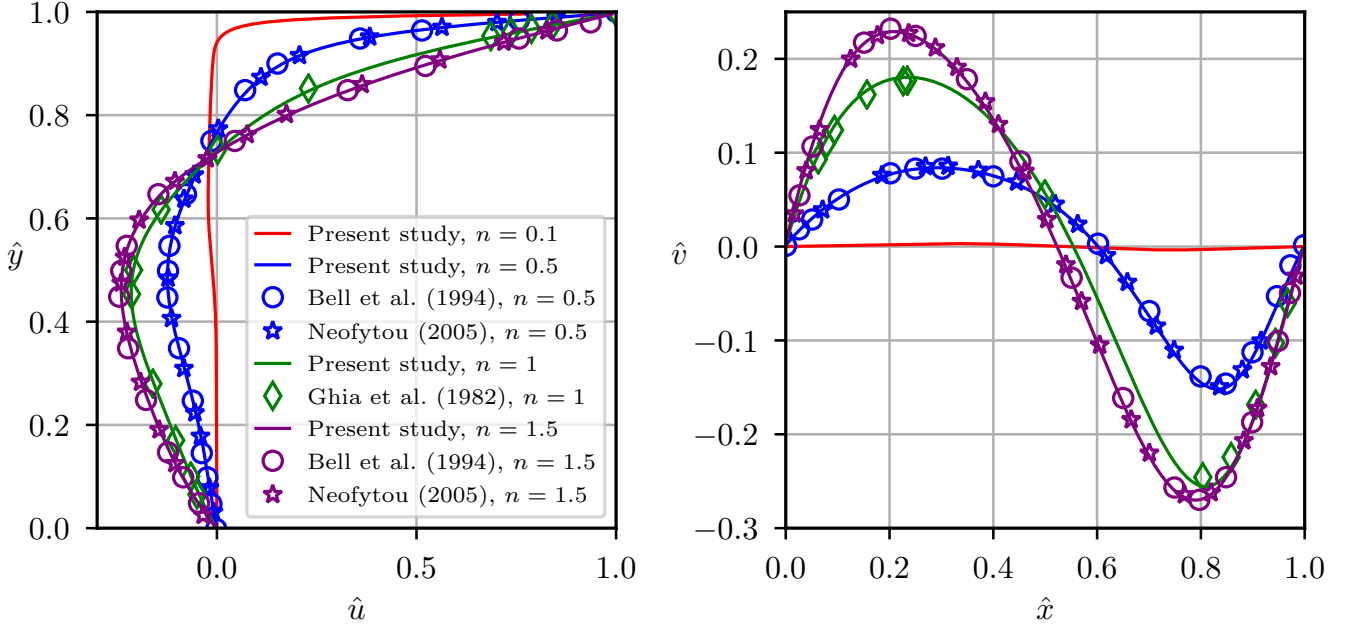 1.0
0.8
0.6
0.4
0.2
0.0
ŷ
0.0
0.5
1.0
û
Present study, n = 0.1
Present study, n = 0.5
Bell et al. (1994), n = 0.5
Neofytou (2005), n = 0.5
Present study, n = 1
Ghia et al. (1982), n = 1
Present study, n = 1.5
Bell et al. (1994), n = 1.5
Neofytou (2005), n = 1.5
0.2
0.1
0.0
−0.1
−0.2
−0.3
v̂
0.0
0.2
0.4
0.6
0.8
1.0
x̂